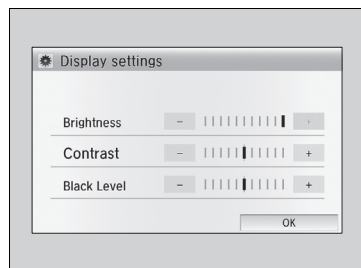 Display settings
Brightness - +
Contrast - +
Black Level - +
OK